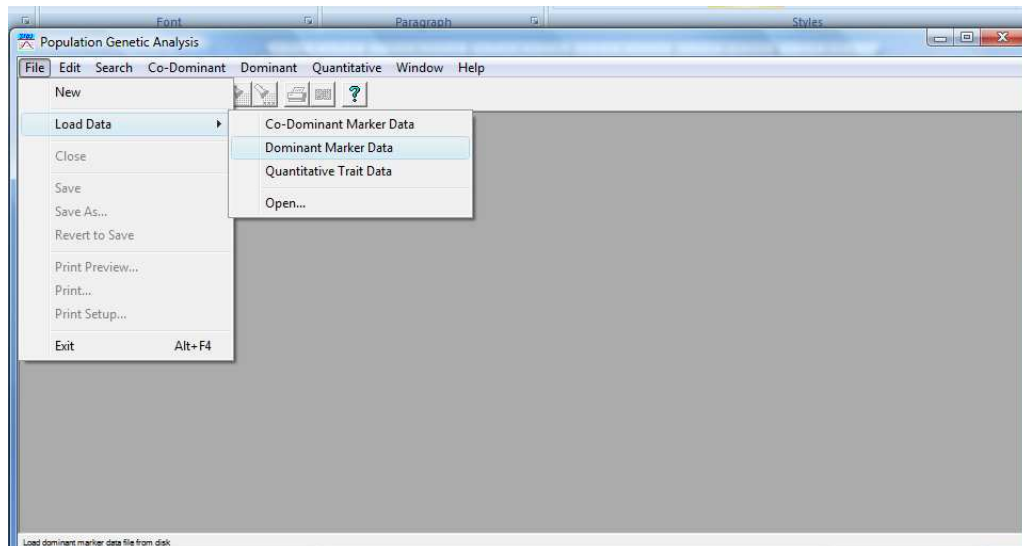 Font Paragraph Styles
Population Genetic Analysis
File Edit Search Co-Dominant Dominant Quantitative Window Help
New
Load Data
Co-Dominant Marker Data
Dominant Marker Data
Close
Quantitative Trait Data
Save
Open...
Save As...
Revert to Save
Print Preview...
Print...
Print Setup...
Exit Alt+F4
Load dominant marker data file from disk